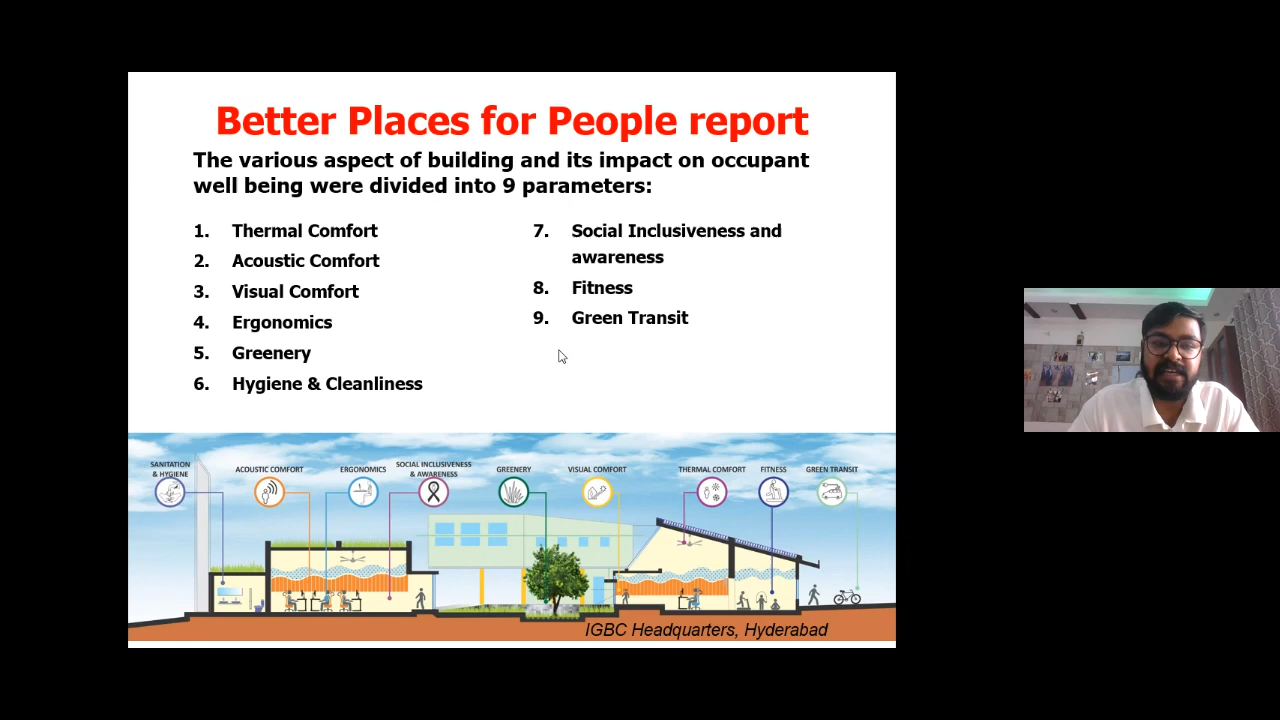 Better Places for People report
The various aspect of building and its impact on occupant
well being were divided into 9 parameters:
1. Thermal Comfort
2. Acoustic Comfort
3. Visual Comfort
4. Ergonomics
5. Greenery
6. Hygiene & Cleanliness
7. Social Inclusiveness and
awareness
8. Fitness
9. Green Transit
SANITATION
& HYGIENE
ACOUSTIC COMFORT
ERGONOMICS
SOCIAL INCLUSIVENESS
& AWARENESS
GREENERY
VISUAL COMFORT
THERMAL COMFORT
FITNESS
GREEN TRANSIT
IGBC Headquarters, Hyderabad